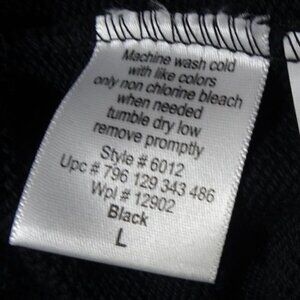 Machine wash cold
with like colors
only non chlorine bleach
when needed
tumble dry low
remove promptly
Style # 6012
Upc # 796 129 343 486
Wpl # 12902
Black
L